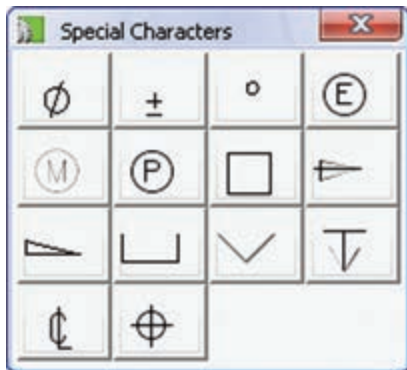 Special Characters
Ø ± ° Ⓔ
Ⓜ Ⓟ □ ⌲
⌳ ⌴ ⌵ ↧
℄ ⌖